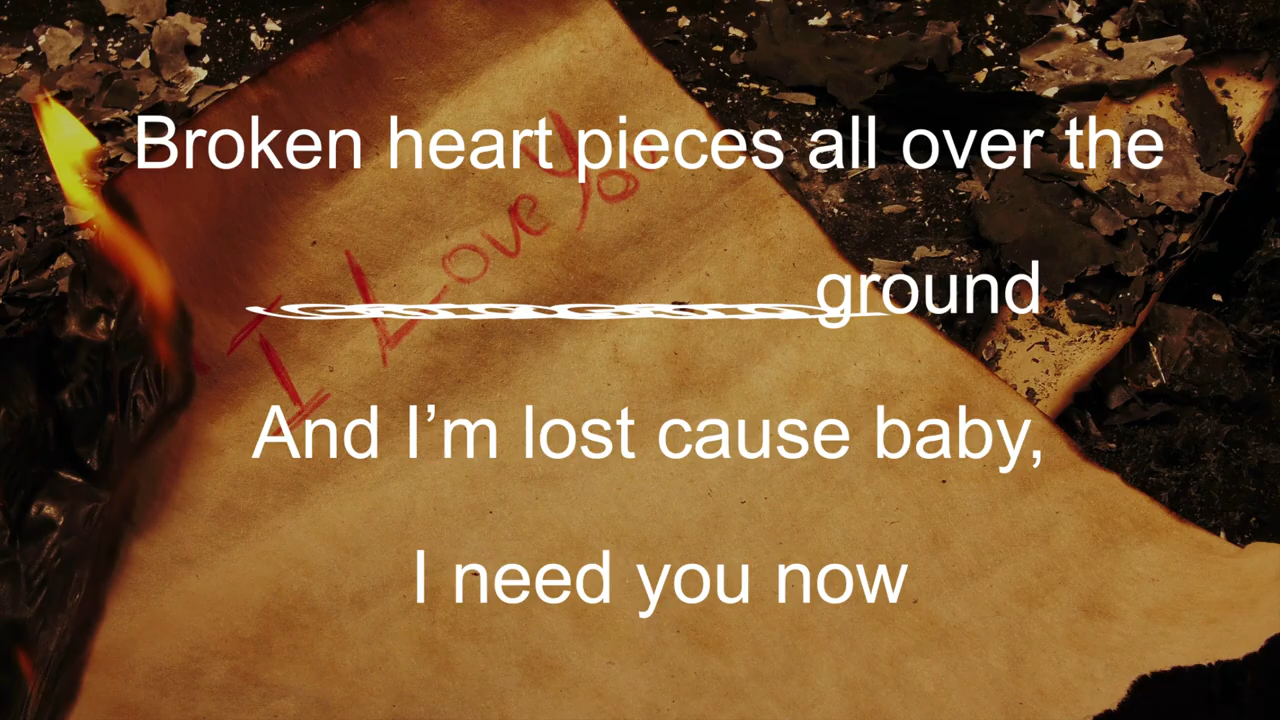 Broken heart pieces all over the
ground
And I’m lost cause baby,
I need you now
I Love Yo